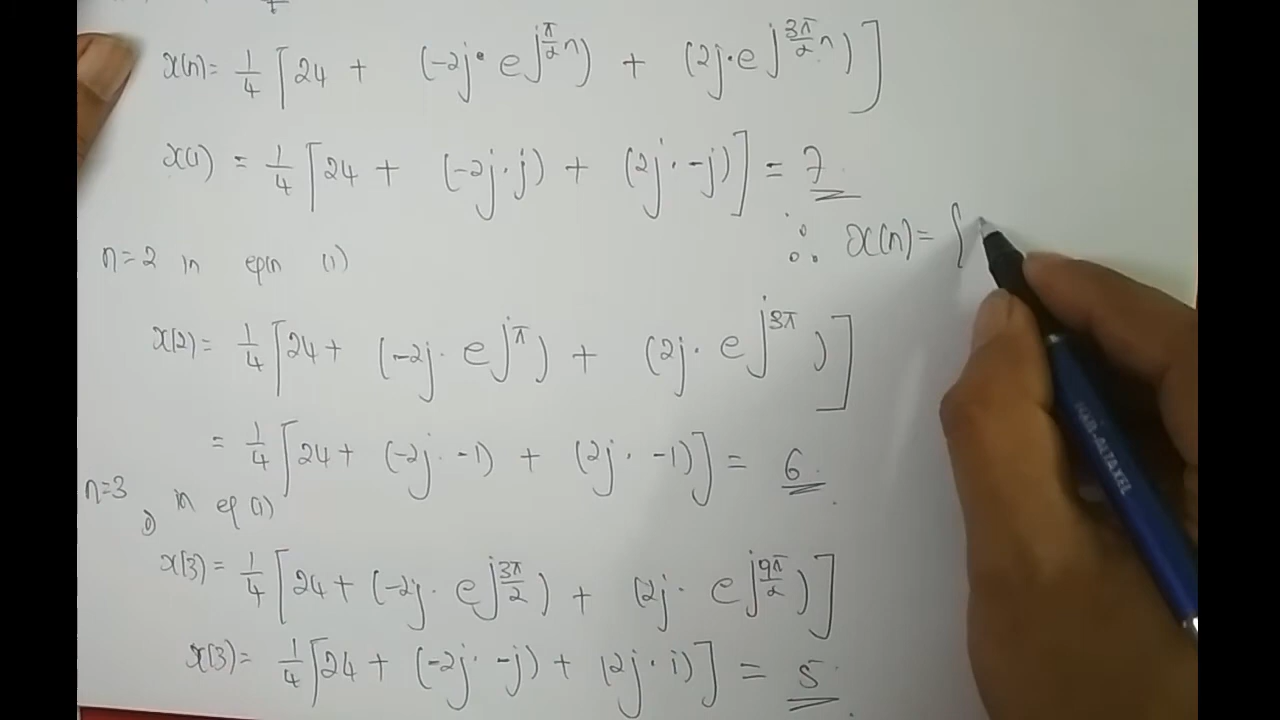 x(n) = 1/4 [24 + (-2j · e^{jπ/2 n}) + (2j · e^{j3π/2 n})]
x(1) = 1/4 [24 + (-2j · j) + (2j · -j)] = 7
∴ x(n) = {
n=2 in eqn (1)
x(2) = 1/4 [24 + (-2j · e^{jπ}) + (2j · e^{j3π})]
= 1/4 [24 + (-2j · -1) + (2j · -1)] = 6
n=3 in eq (1)
x(3) = 1/4 [24 + (-2j · e^{j3π/2}) + (2j · e^{j9π/2})]
x(3) = 1/4 [24 + (-2j · -j) + (2j · j)] = 5